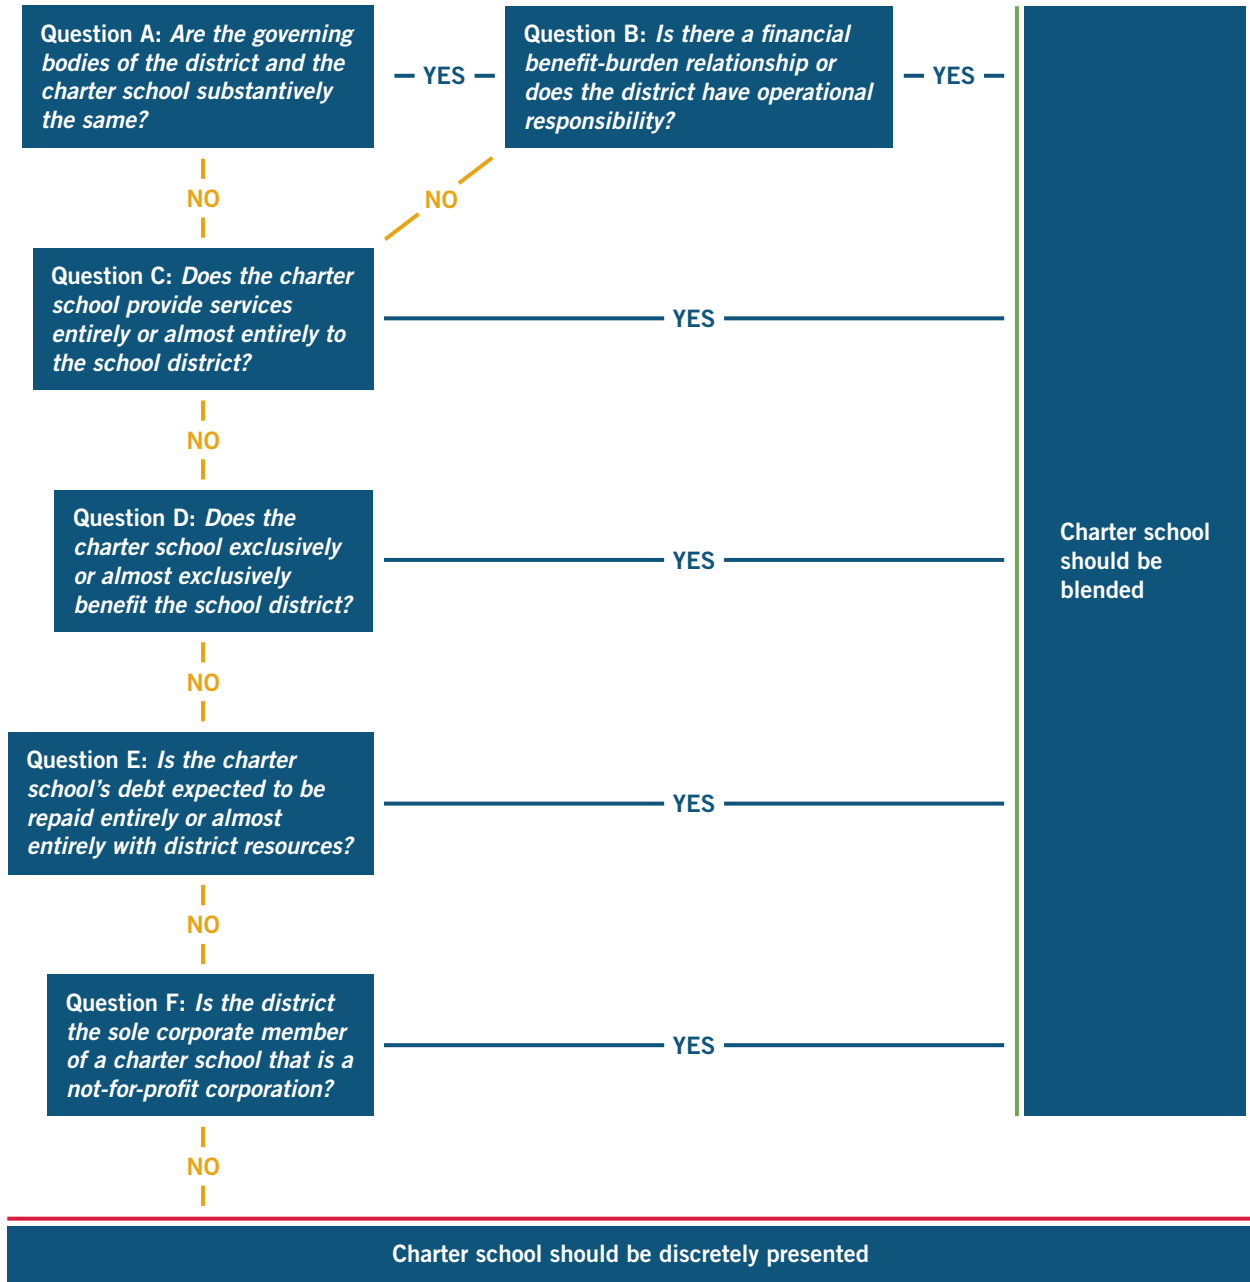 Question A: Are the governing
bodies of the district and the
charter school substantively
the same?
YES
Question B: Is there a financial
benefit-burden relationship or
does the district have operational
responsibility?
YES
NO
NO
Question C: Does the charter
school provide services
entirely or almost entirely to
the school district?
YES
NO
Question D: Does the
charter school exclusively
or almost exclusively
benefit the school district?
YES
Charter school
should be
blended
NO
Question E: Is the charter
school’s debt expected to be
repaid entirely or almost
entirely with district resources?
YES
NO
Question F: Is the district
the sole corporate member
of a charter school that is a
not-for-profit corporation?
YES
NO
Charter school should be discretely presented